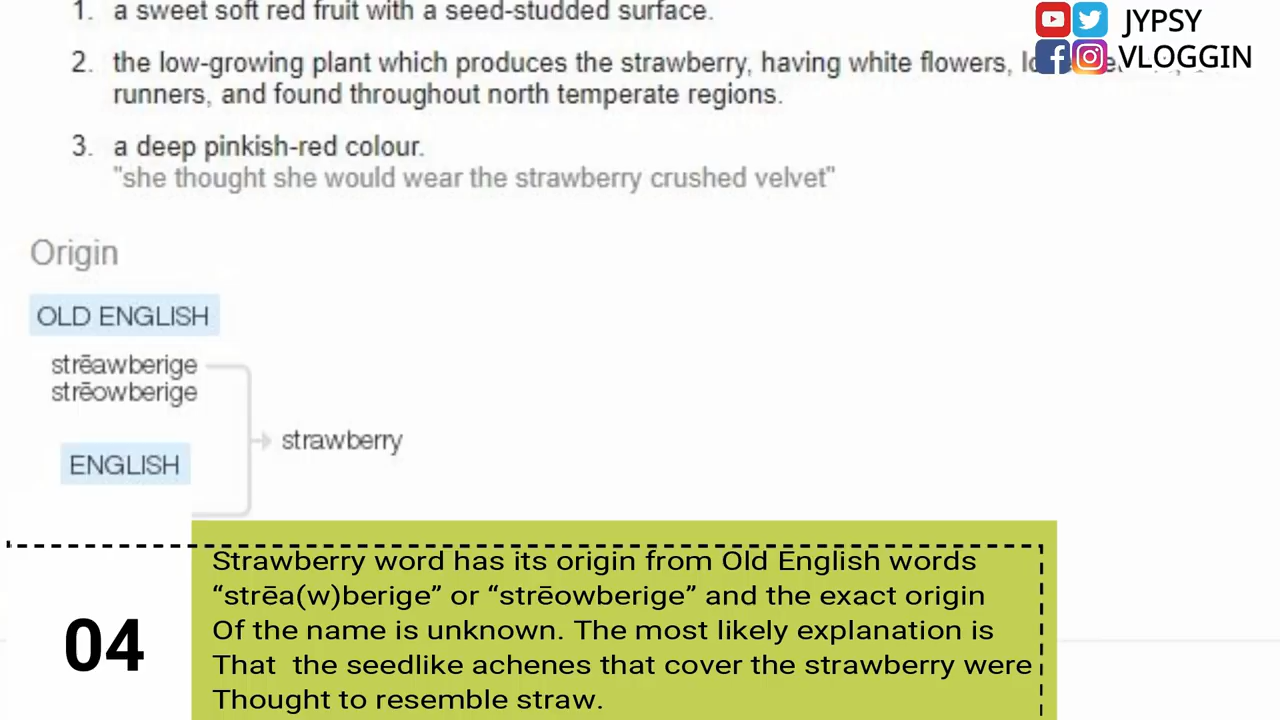 1. a sweet soft red fruit with a seed-studded surface.
JYPSY
2. the low-growing plant which produces the strawberry, having white flowers,
VLOGGIN
runners, and found throughout north temperate regions.
3. a deep pinkish-red colour.
"she thought she would wear the strawberry crushed velvet"
Origin
OLD ENGLISH
strēawberige
strēowberige
strawberry
ENGLISH
Strawberry word has its origin from Old English words
“strēa(w)berige” or “strēowberige” and the exact origin
Of the name is unknown. The most likely explanation is
04
That the seedlike achenes that cover the strawberry were
Thought to resemble straw.